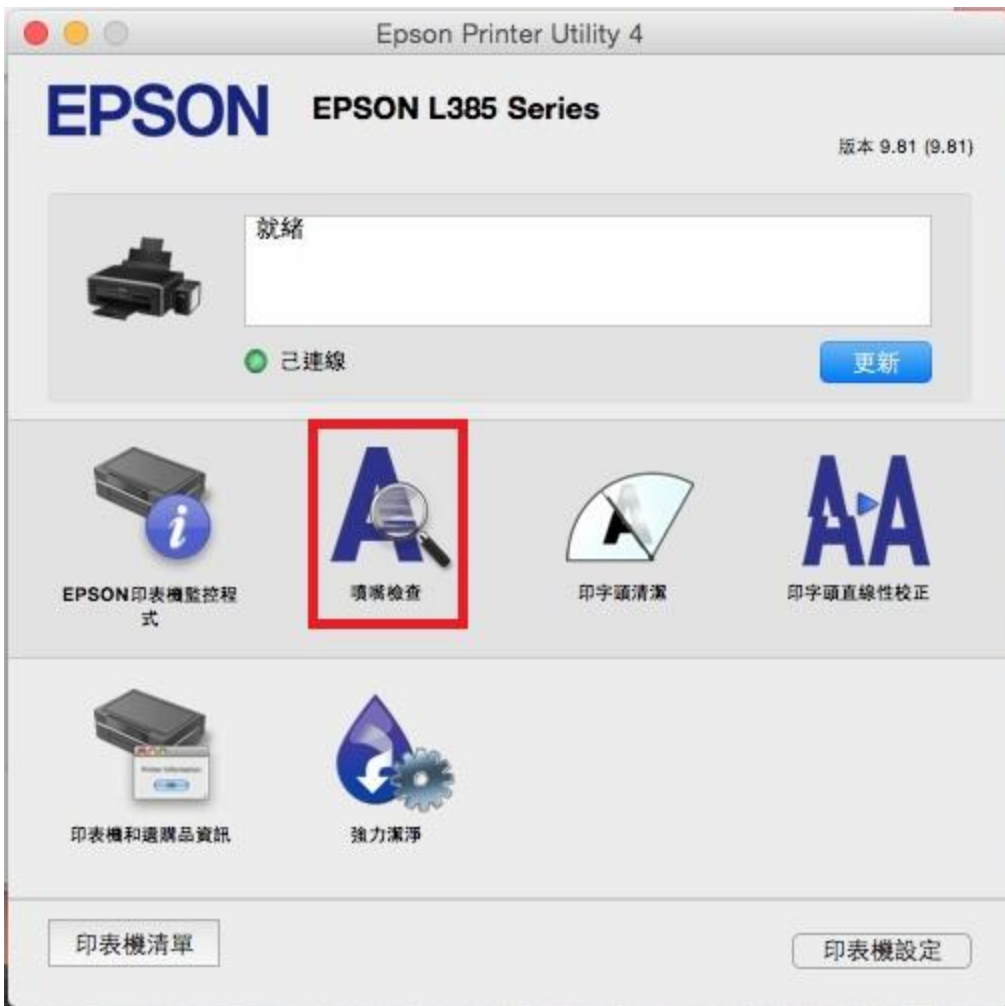 Epson Printer Utility 4
EPSON
EPSON L385 Series
版本 9.81 (9.81)
就緒
己連線
更新
EPSON印表機監控程
式
噴嘴檢查
印字頭清潔
印字頭直線性校正
印表機和選購品資訊
強力潔淨
印表機清單
印表機設定